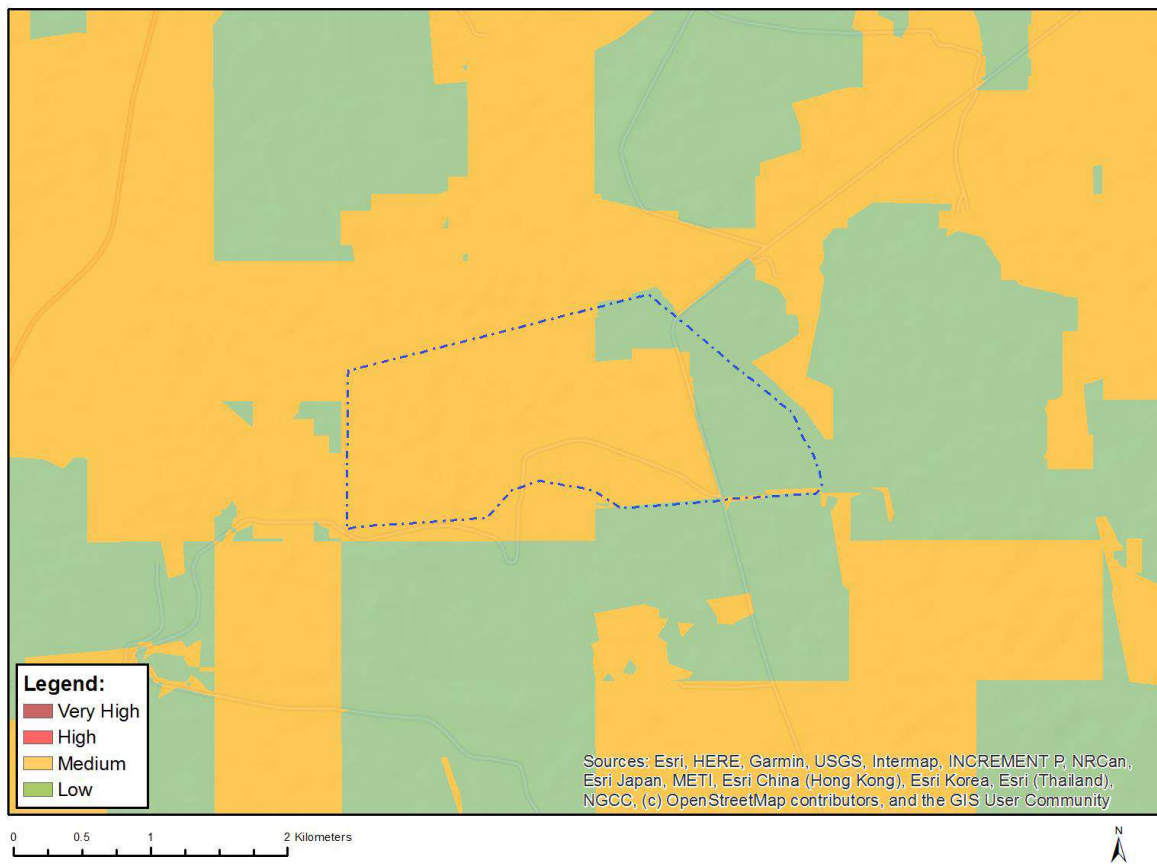 Legend:
Very High
High
Medium
Low
Sources: Esri, HERE, Garmin, USGS, Intermap, INCREMENT P, NRCan,
Esri Japan, METI, Esri China (Hong Kong), Esri Korea, Esri (Thailand),
NGCC, (c) OpenStreetMap contributors, and the GIS User Community
0 0.5 1 2 Kilometers
N